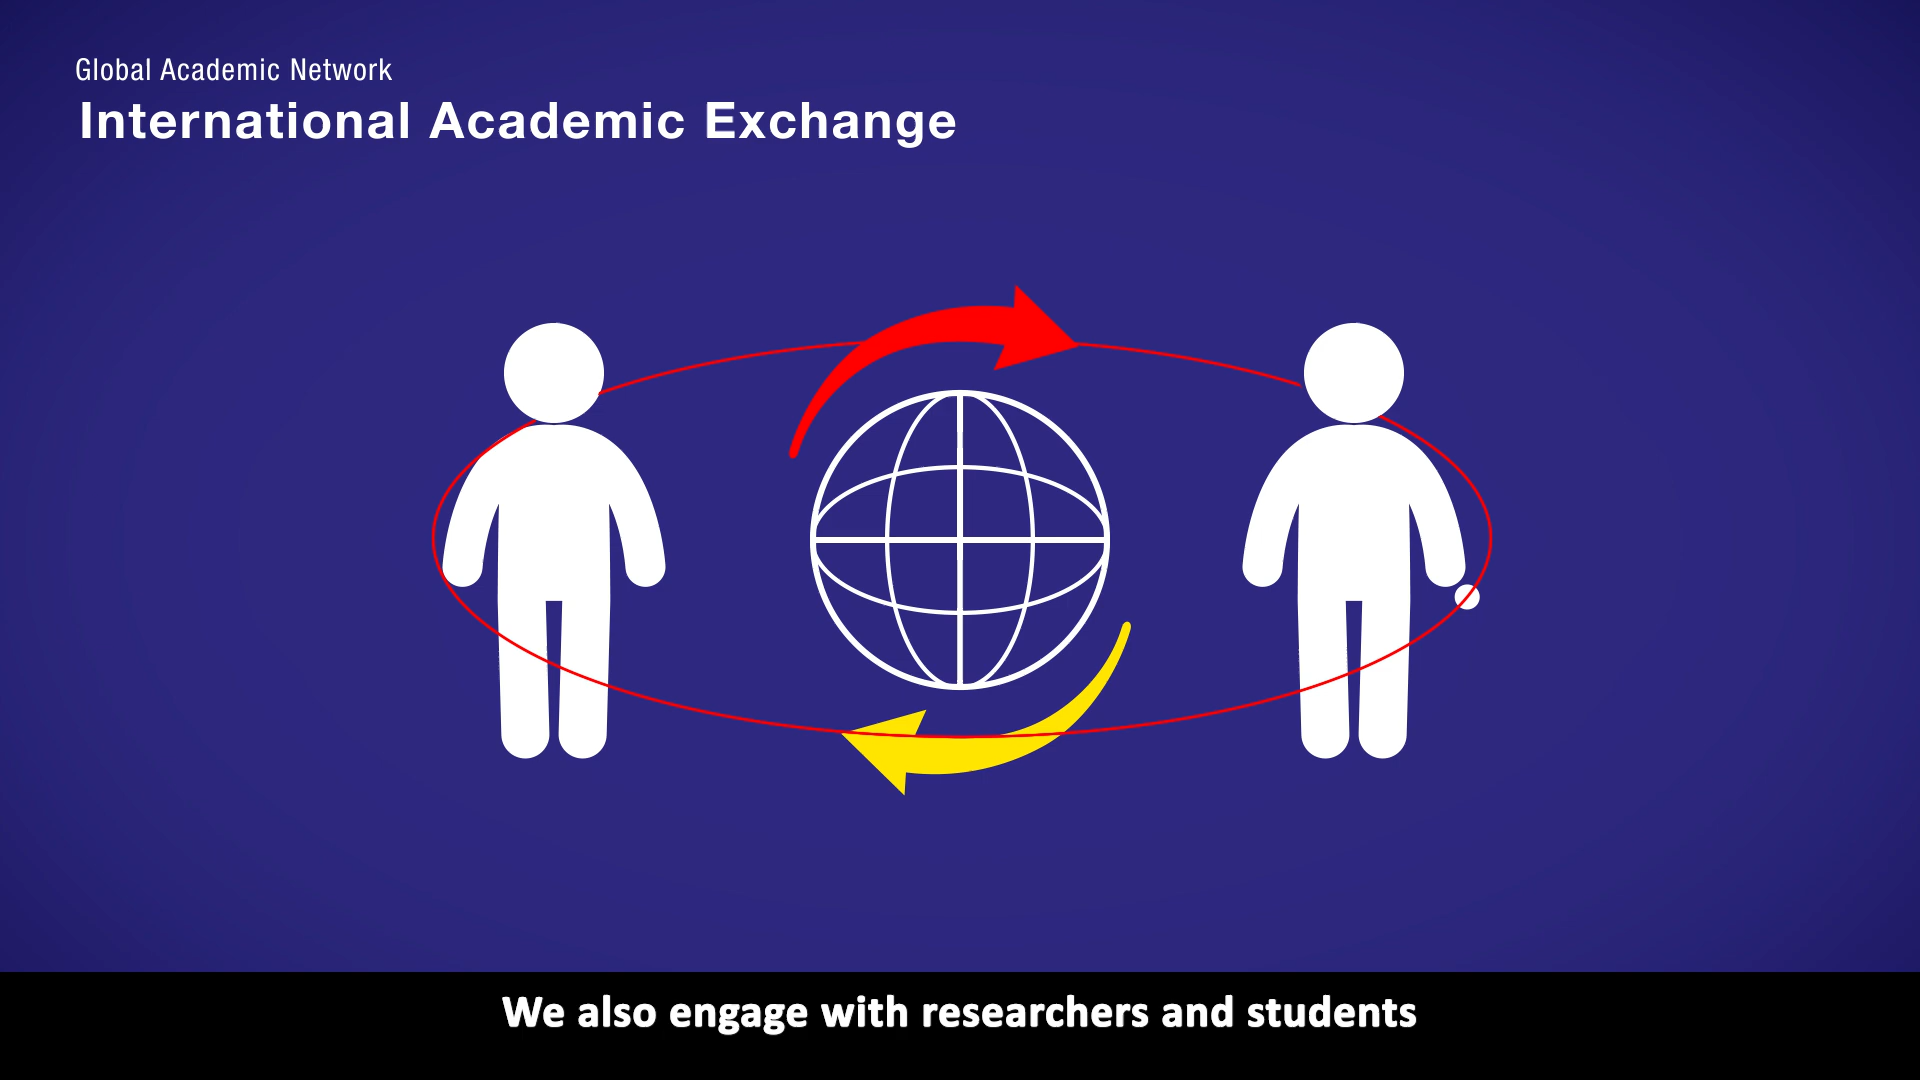 Global Academic Network
International Academic Exchange
We also engage with researchers and students